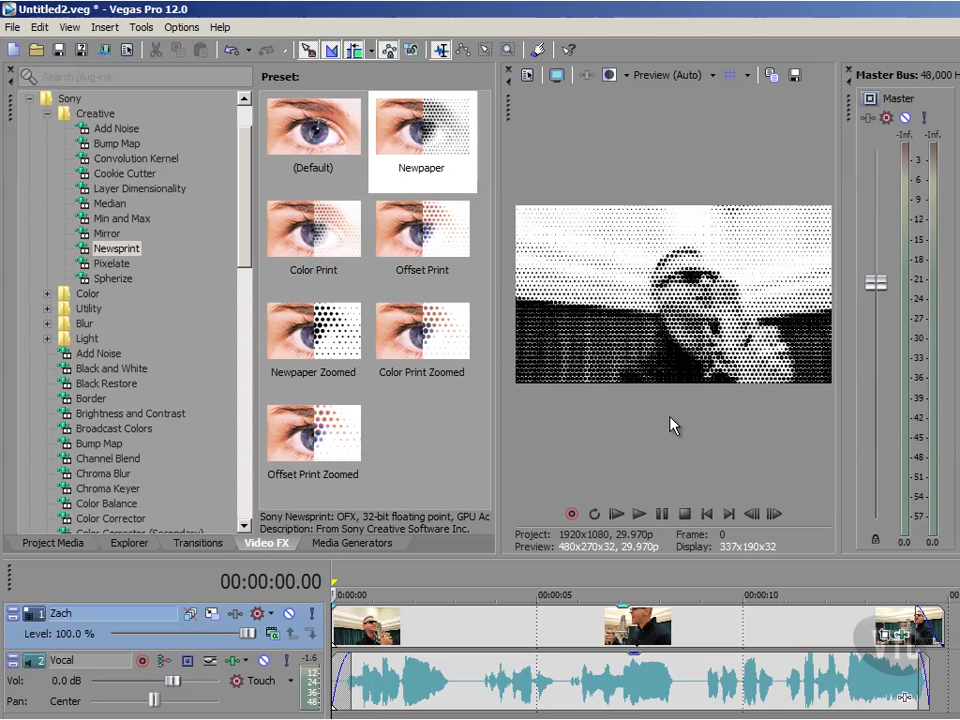 Untitled2.veg * - Vegas Pro 12.0
File Edit View Insert Tools Options Help
Search plug-ins
Sony
Creative
Add Noise
Bump Map
Convolution Kernel
Cookie Cutter
Layer Dimensionality
Median
Min and Max
Mirror
Newsprint
Pixelate
Spherize
Color
Utility
Blur
Light
Add Noise
Black and White
Black Restore
Border
Brightness and Contrast
Broadcast Colors
Bump Map
Channel Blend
Chroma Blur
Chroma Keyer
Color Balance
Color Corrector
Color Corrector (Secondary)
Preset:
(Default)
Newpaper
Color Print
Offset Print
Newpaper Zoomed
Color Print Zoomed
Offset Print Zoomed
Sony Newsprint: OFX, 32-bit floating point, GPU Ac
Description: From Sony Creative Software Inc.
Project Media Explorer Transitions Video FX Media Generators
Preview (Auto)
Project: 1920x1080, 29.970p Frame: 0
Preview: 480x270x32, 29.970p Display: 337x190x32
Master Bus: 48,000 H
Master
-Inf. -Inf.
- 3 -
- 6 -
- 9 -
- 12 -
- 15 -
- 18 -
- 21 -
- 24 -
- 27 -
- 30 -
- 33 -
- 36 -
- 39 -
- 42 -
- 45 -
- 48 -
- 51 -
- 54 -
- 57 -
0.0 0.0
00:00:00.00
0:00:00 00:00:05 00:00:10 00
1 Zach
Level: 100.0 %
2 Vocal
-1.6
Vol: 0.0 dB Touch
Pan: Center
12
24
36
48